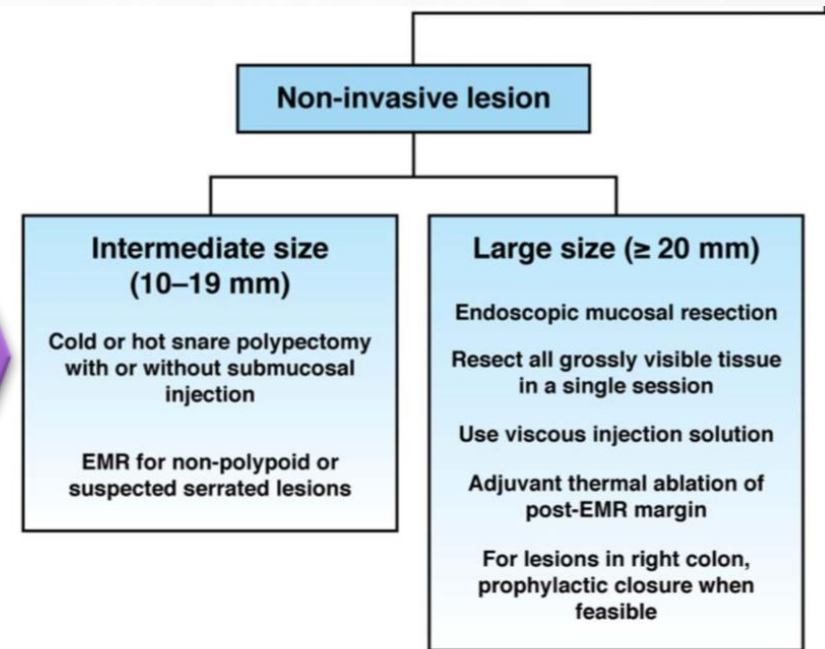 Non-invasive lesion
Intermediate size
(10–19 mm)
Cold or hot snare polypectomy
with or without submucosal
injection
EMR for non-polypoid or
suspected serrated lesions
Large size (≥ 20 mm)
Endoscopic mucosal resection
Resect all grossly visible tissue
in a single session
Use viscous injection solution
Adjuvant thermal ablation of
post-EMR margin
For lesions in right colon,
prophylactic closure when
feasible